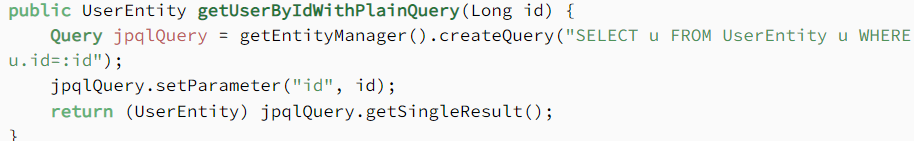 public UserEntity getUserByIdWithPlainQuery(Long id) {
    Query jpqlQuery = getEntityManager().createQuery("SELECT u FROM UserEntity u WHERE
u.id=:id");
    jpqlQuery.setParameter("id", id);
    return (UserEntity) jpqlQuery.getSingleResult();
}